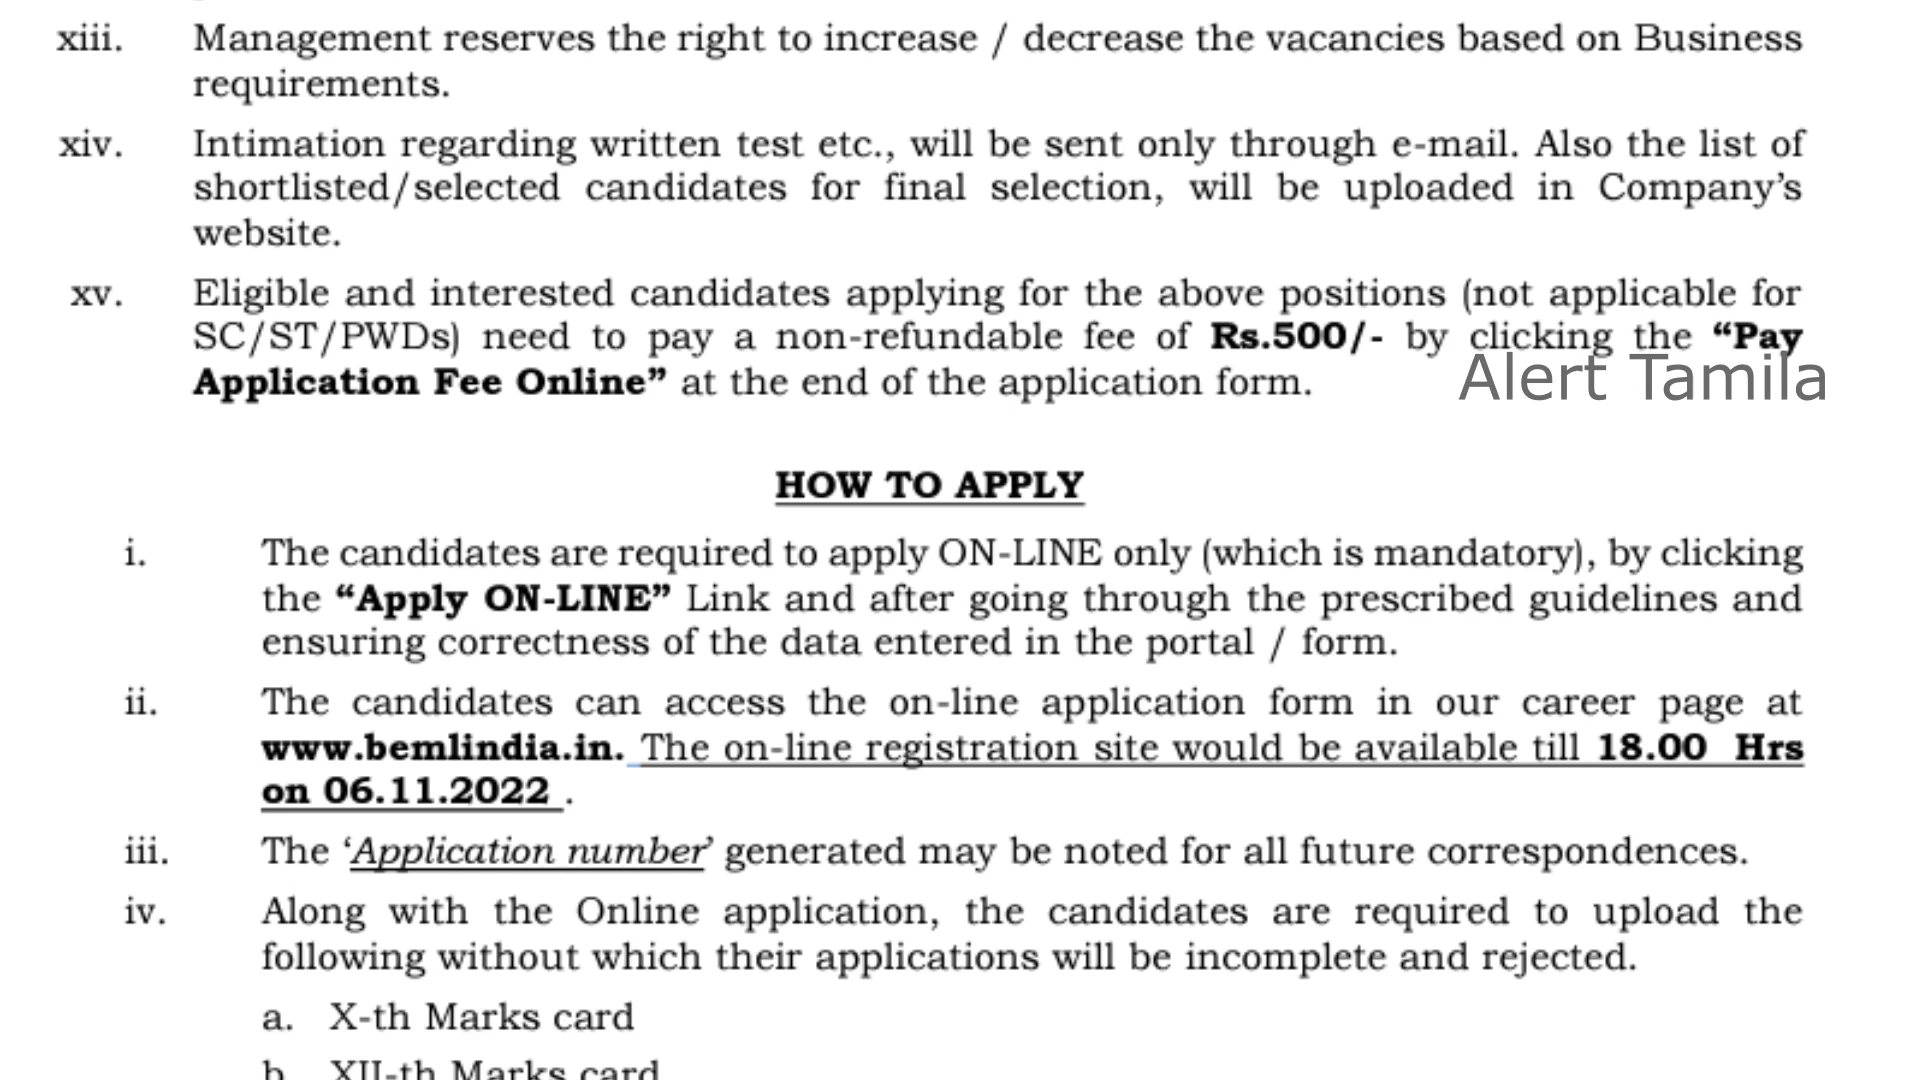 xiii. Management reserves the right to increase / decrease the vacancies based on Business
requirements.
xiv. Intimation regarding written test etc., will be sent only through e-mail. Also the list of
shortlisted/selected candidates for final selection, will be uploaded in Company’s
website.
xv. Eligible and interested candidates applying for the above positions (not applicable for
SC/ST/PWDs) need to pay a non-refundable fee of Rs.500/- by clicking the “Pay
Application Fee Online” at the end of the application form.
Alert Tamila
HOW TO APPLY
i. The candidates are required to apply ON-LINE only (which is mandatory), by clicking
the “Apply ON-LINE” Link and after going through the prescribed guidelines and
ensuring correctness of the data entered in the portal / form.
ii. The candidates can access the on-line application form in our career page at
www.bemlindia.in. The on-line registration site would be available till 18.00 Hrs
on 06.11.2022 .
iii. The ‘Application number’ generated may be noted for all future correspondences.
iv. Along with the Online application, the candidates are required to upload the
following without which their applications will be incomplete and rejected.
a. X-th Marks card
b. XII-th Marks card